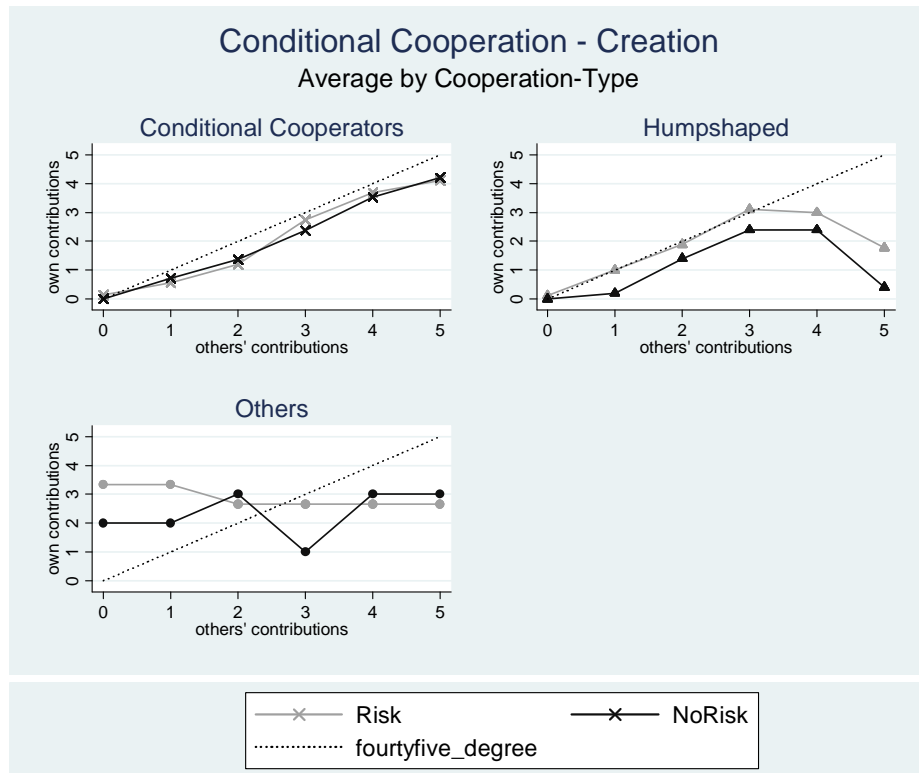 Conditional Cooperation - Creation
Average by Cooperation-Type
Conditional Cooperators
own contributions
0 1 2 3 4 5
0 1 2 3 4 5
others' contributions
Humpshaped
own contributions
0 1 2 3 4 5
0 1 2 3 4 5
others' contributions
Others
own contributions
0 1 2 3 4 5
0 1 2 3 4 5
others' contributions
Risk NoRisk
fourtyfive_degree